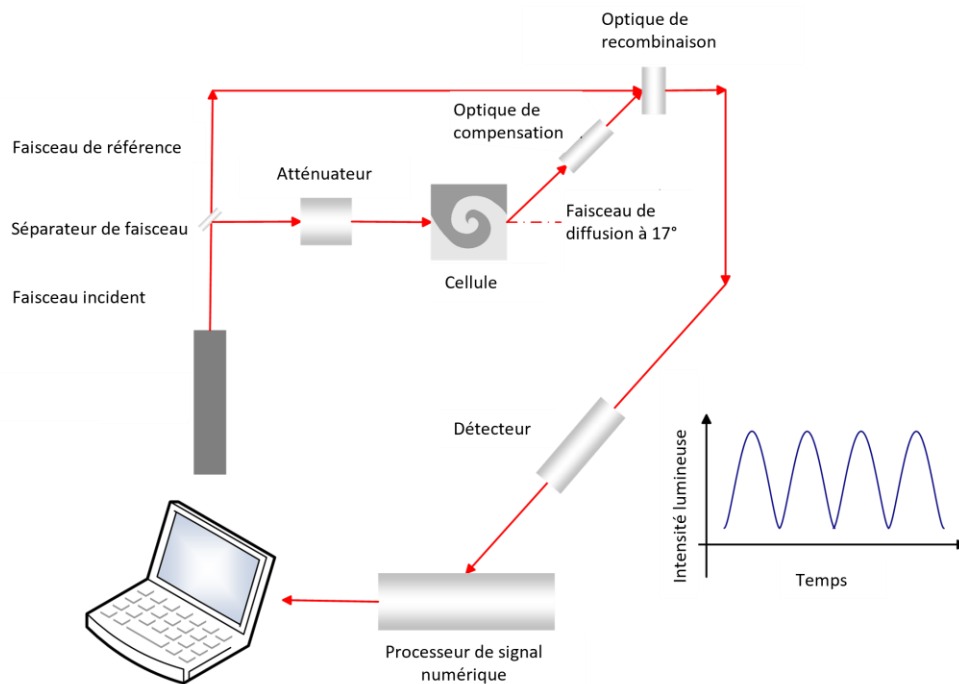 Optique de
recombinaison
Optique de
compensation
Faisceau de référence
Atténuateur
Séparateur de faisceau
Faisceau de
diffusion à 17°
Cellule
Faisceau incident
Détecteur
Intensité lumineuse
Temps
Processeur de signal
numérique